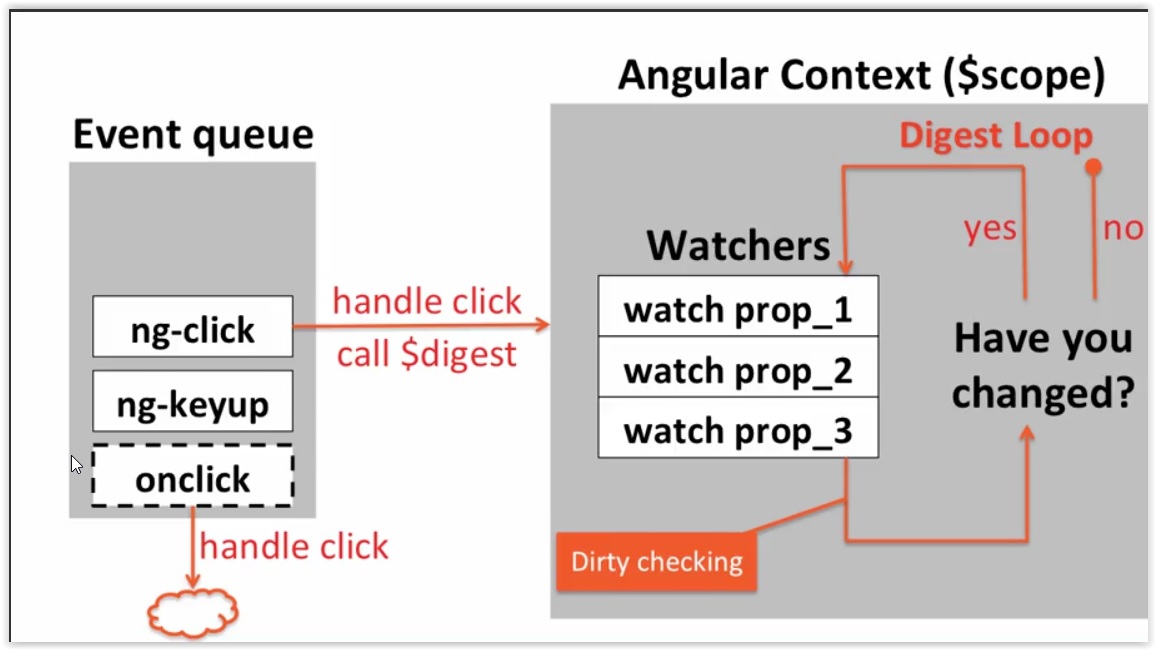 Angular Context ($scope)
Event queue
Digest Loop
yes
no
Watchers
handle click
call $digest
ng-click
ng-keyup
onclick
watch prop_1
watch prop_2
watch prop_3
Have you
changed?
handle click
Dirty checking